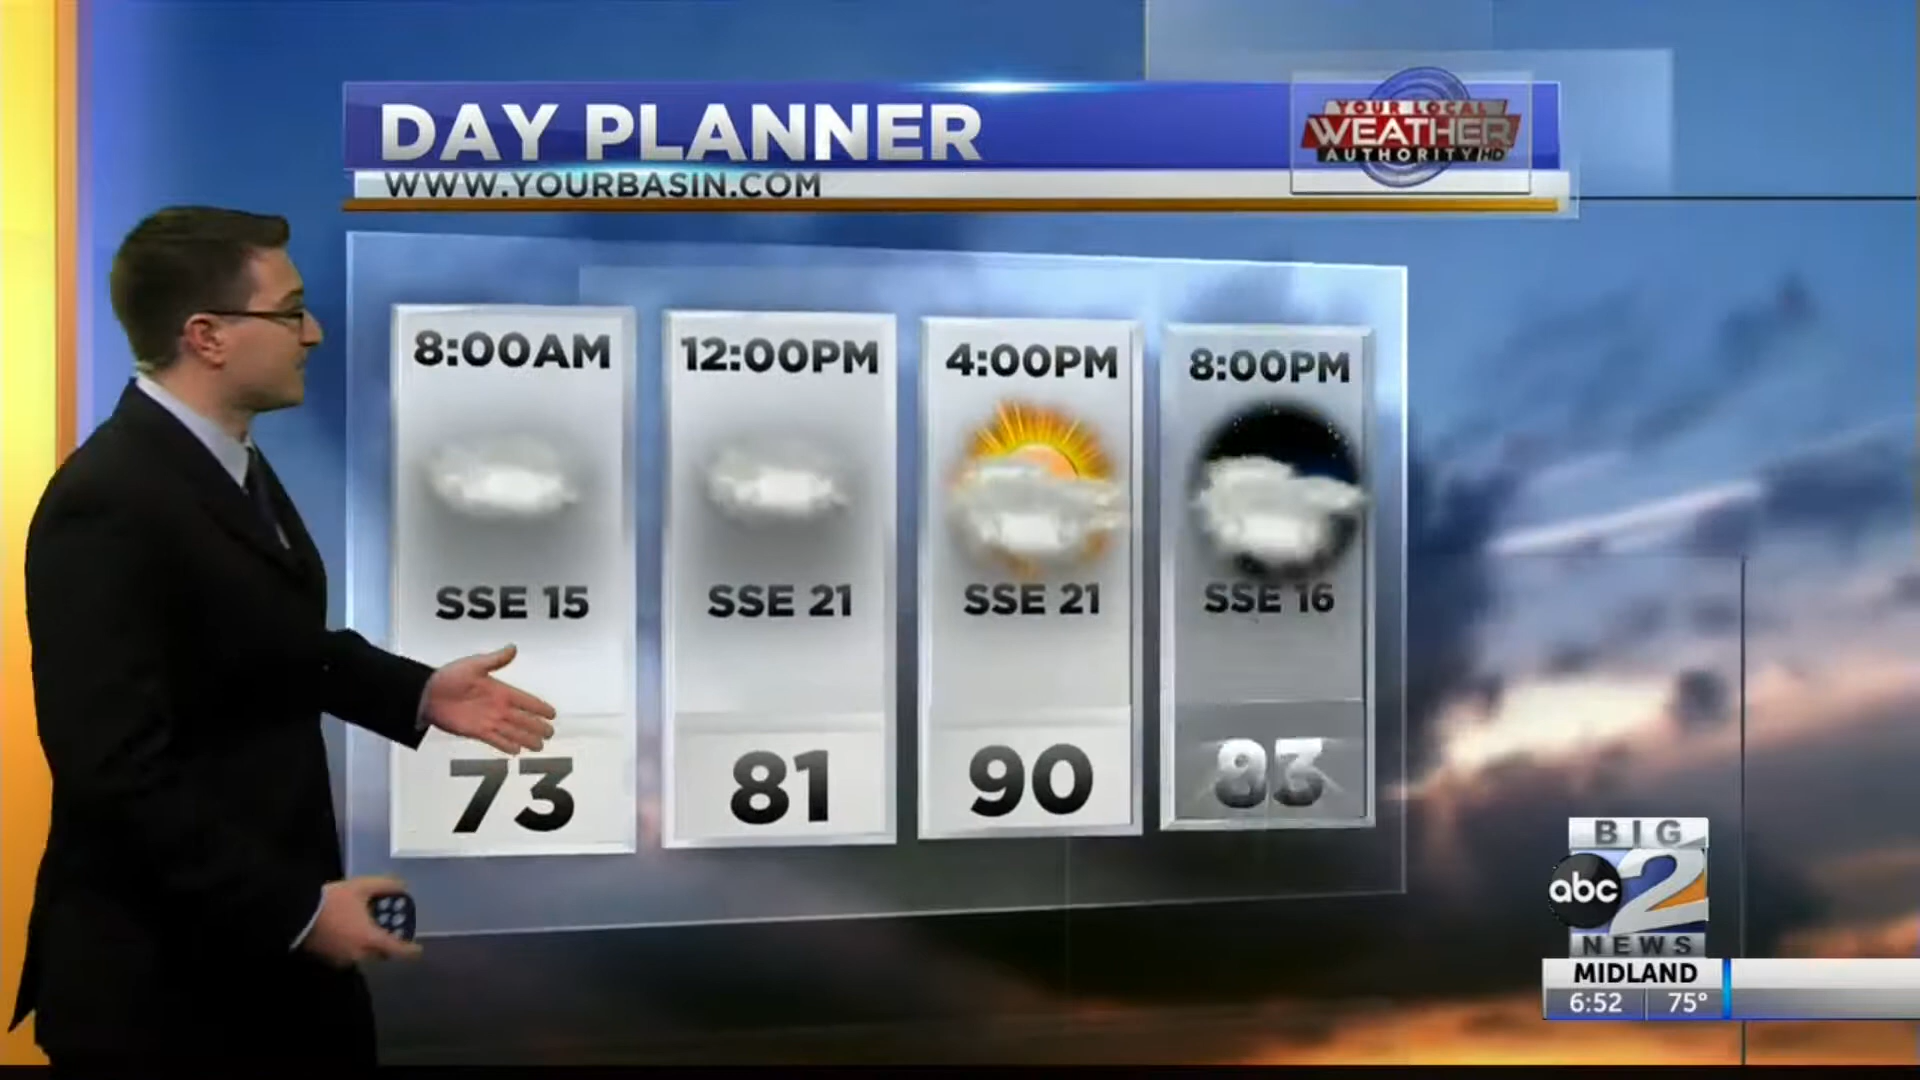 DAY PLANNER
WWW.YOURBASIN.COM
YOUR LOCAL
WEATHER
AUTHORITY HD
8:00AM
12:00PM
4:00PM
8:00PM
SSE 15
SSE 21
SSE 21
SSE 16
73
81
90
83
BIG
abc 2
NEWS
MIDLAND
6:52
75°